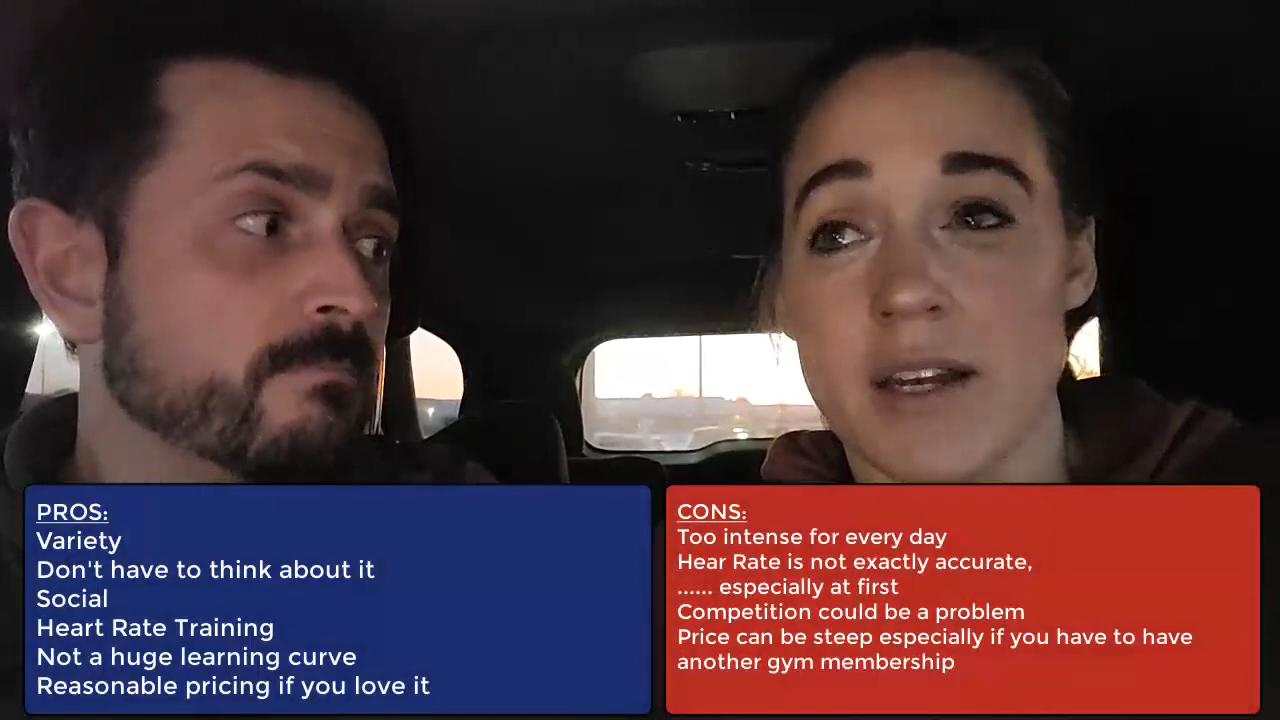 PROS:
Variety
Don't have to think about it
Social
Heart Rate Training
Not a huge learning curve
Reasonable pricing if you love it
CONS:
Too intense for every day
Hear Rate is not exactly accurate,
...... especially at first
Competition could be a problem
Price can be steep especially if you have to have
another gym membership